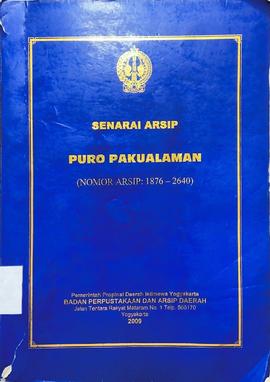 SENARAI ARSIP
PURO PAKUALAMAN
(NOMOR ARSIP: 1876 – 2640)
Pemerintah Propinsi Daerah Istimewa Yogyakarta
BADAN PERPUSTAKAAN DAN ARSIP DAERAH
Jalan Tentara Rakyat Mataram No. 1 Telp. 555170
Yogyakarta
2009